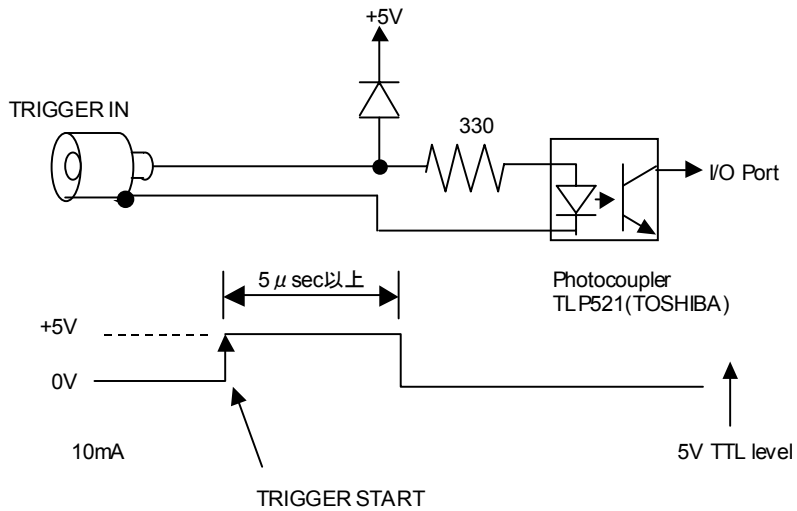 +5V
TRIGGER IN
330
I/O Port
Photocoupler
TLP521(TOSHIBA)
5μsec以上
+5V
0V
10mA
5V TTL level
TRIGGER START